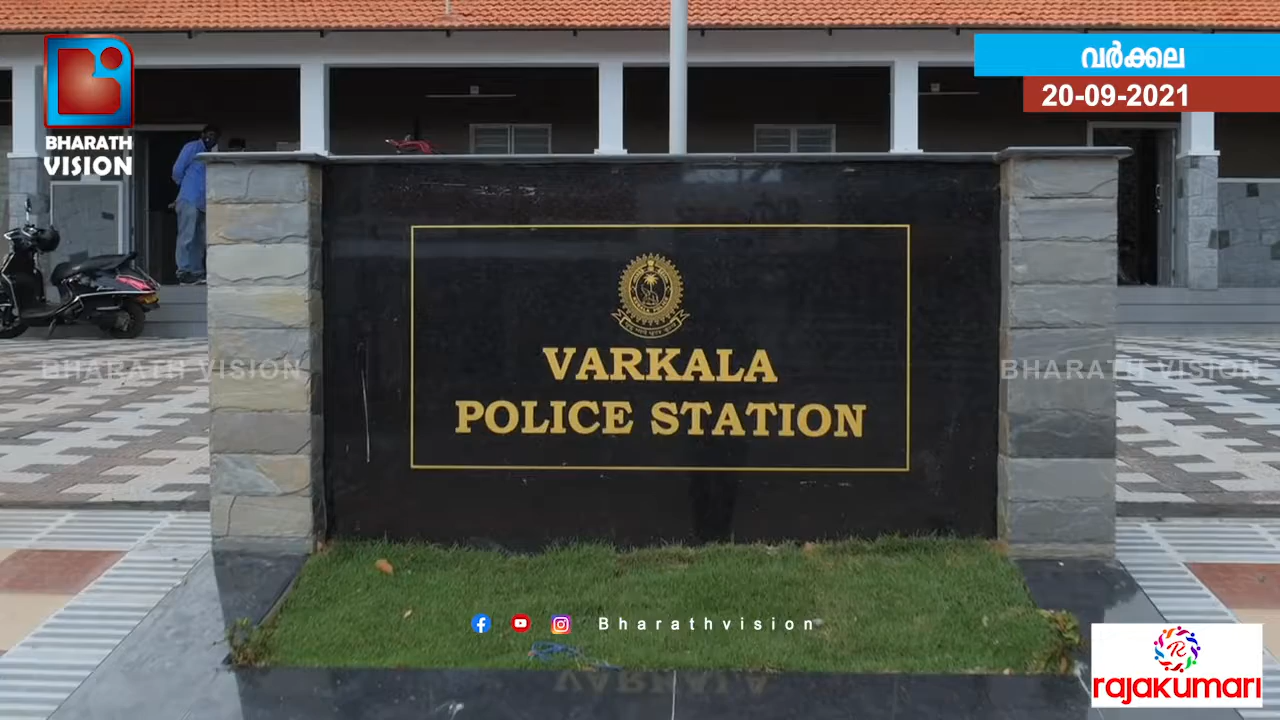 BHARATH
VISION
വർക്കല
20-09-2021
VARKALA
POLICE STATION
BHARATH VISION
BHARATH VISION
Bharathvision
rajakumari